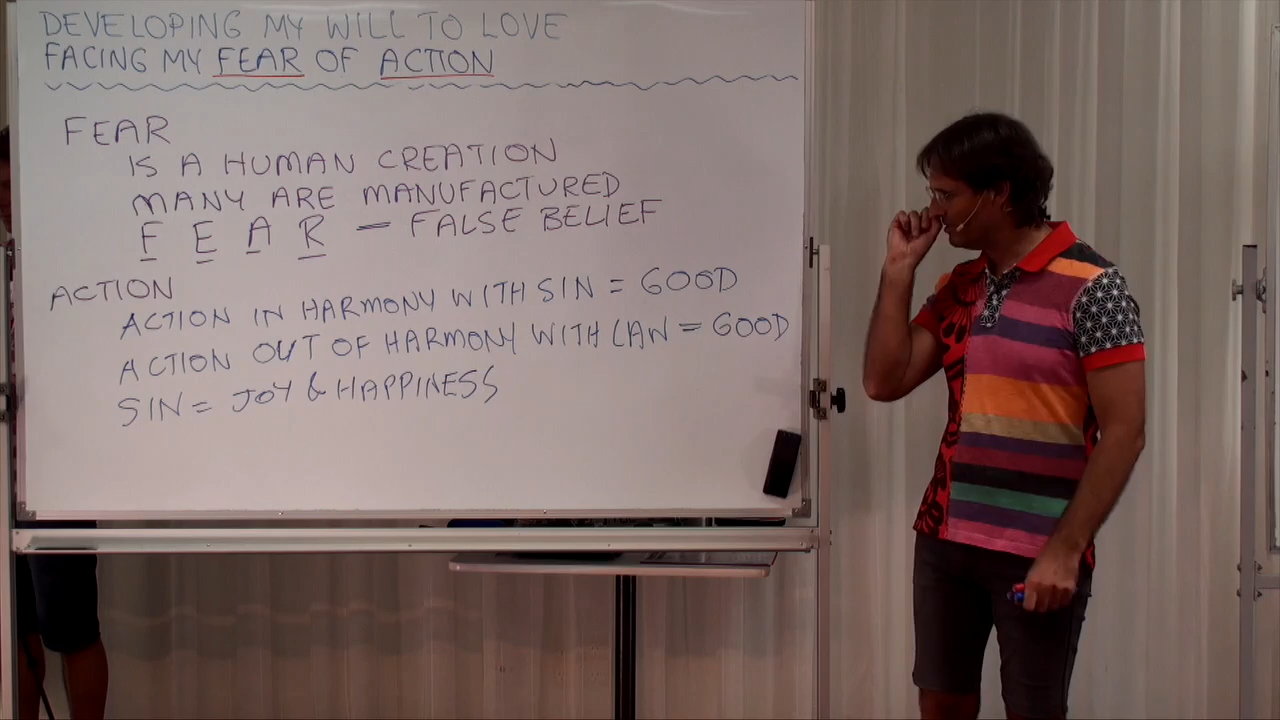 DEVELOPING MY WILL TO LOVE
FACING MY FEAR OF ACTION
FEAR
IS A HUMAN CREATION
MANY ARE MANUFACTURED
F E A R = FALSE BELIEF
ACTION
ACTION IN HARMONY WITH SIN = GOOD
ACTION OUT OF HARMONY WITH LAW = GOOD
SIN = JOY & HAPPINESS